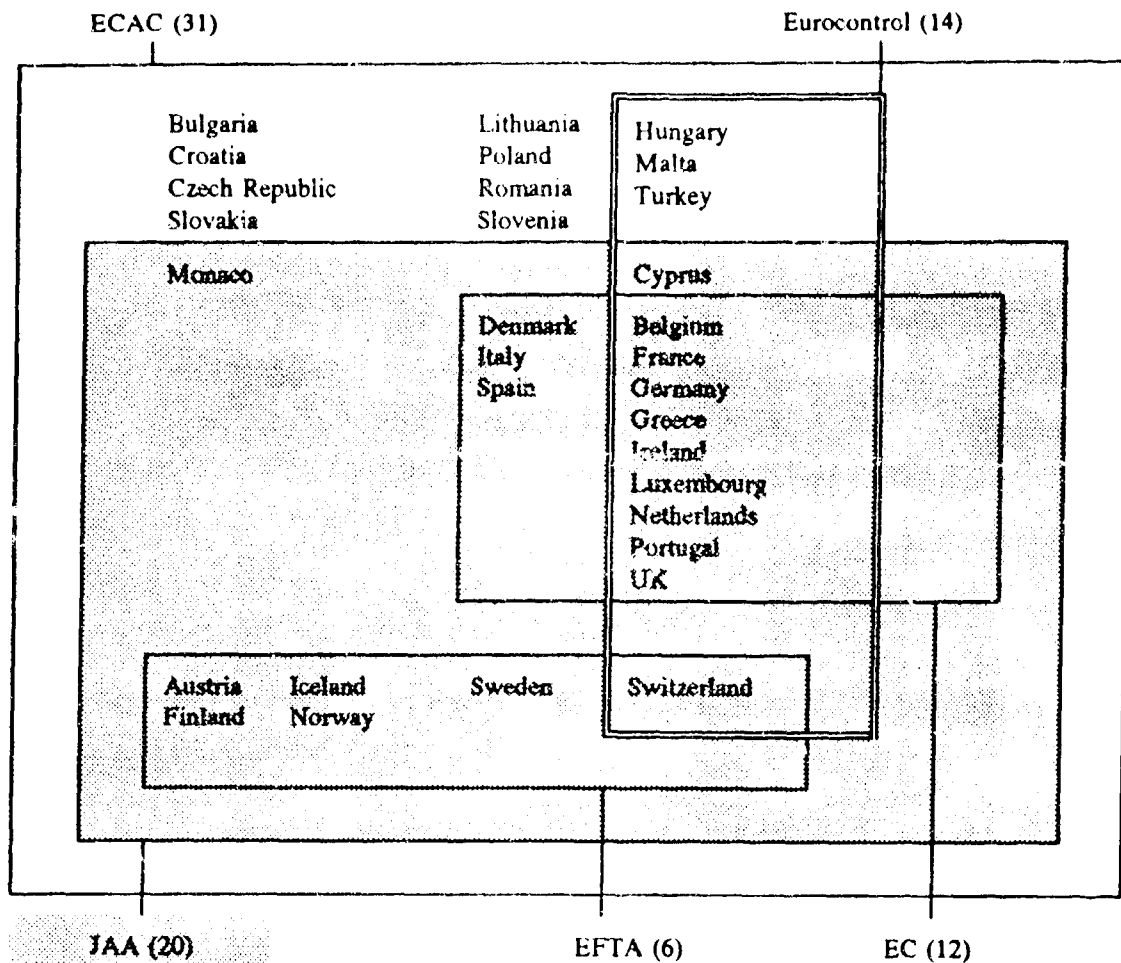 ECAC (31) Eurocontrol (14)
Bulgaria Lithuania Hungary
Croatia Poland Malta
Czech Republic Romania Turkey
Slovakia Slovenia
Monaco Cyprus
Denmark Belgium
Italy France
Spain Germany
Greece
Ireland
Luxembourg
Netherlands
Portugal
UK
Austria Iceland Sweden Switzerland
Finland Norway
JAA (20) EFTA (6) EC (12)